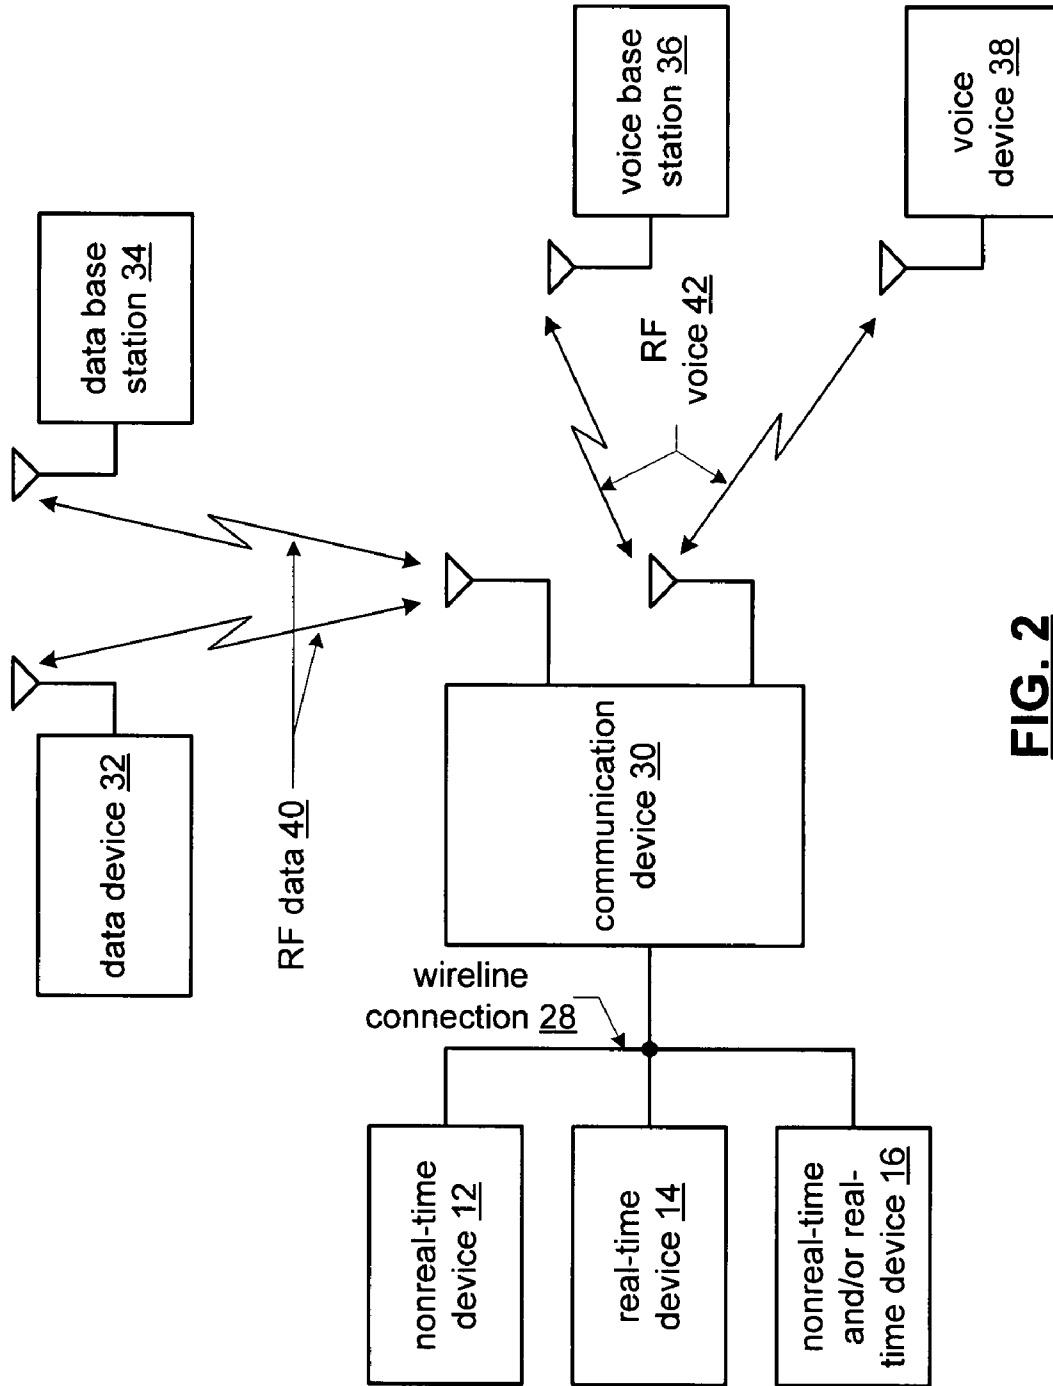 data device 32
data base
station 34
RF data 40
wireline
connection 28
nonreal-time
device 12
real-time
device 14
nonreal-time
and/or real-
time device 16
communication
device 30
RF
voice 42
voice base
station 36
voice
device 38
FIG. 2